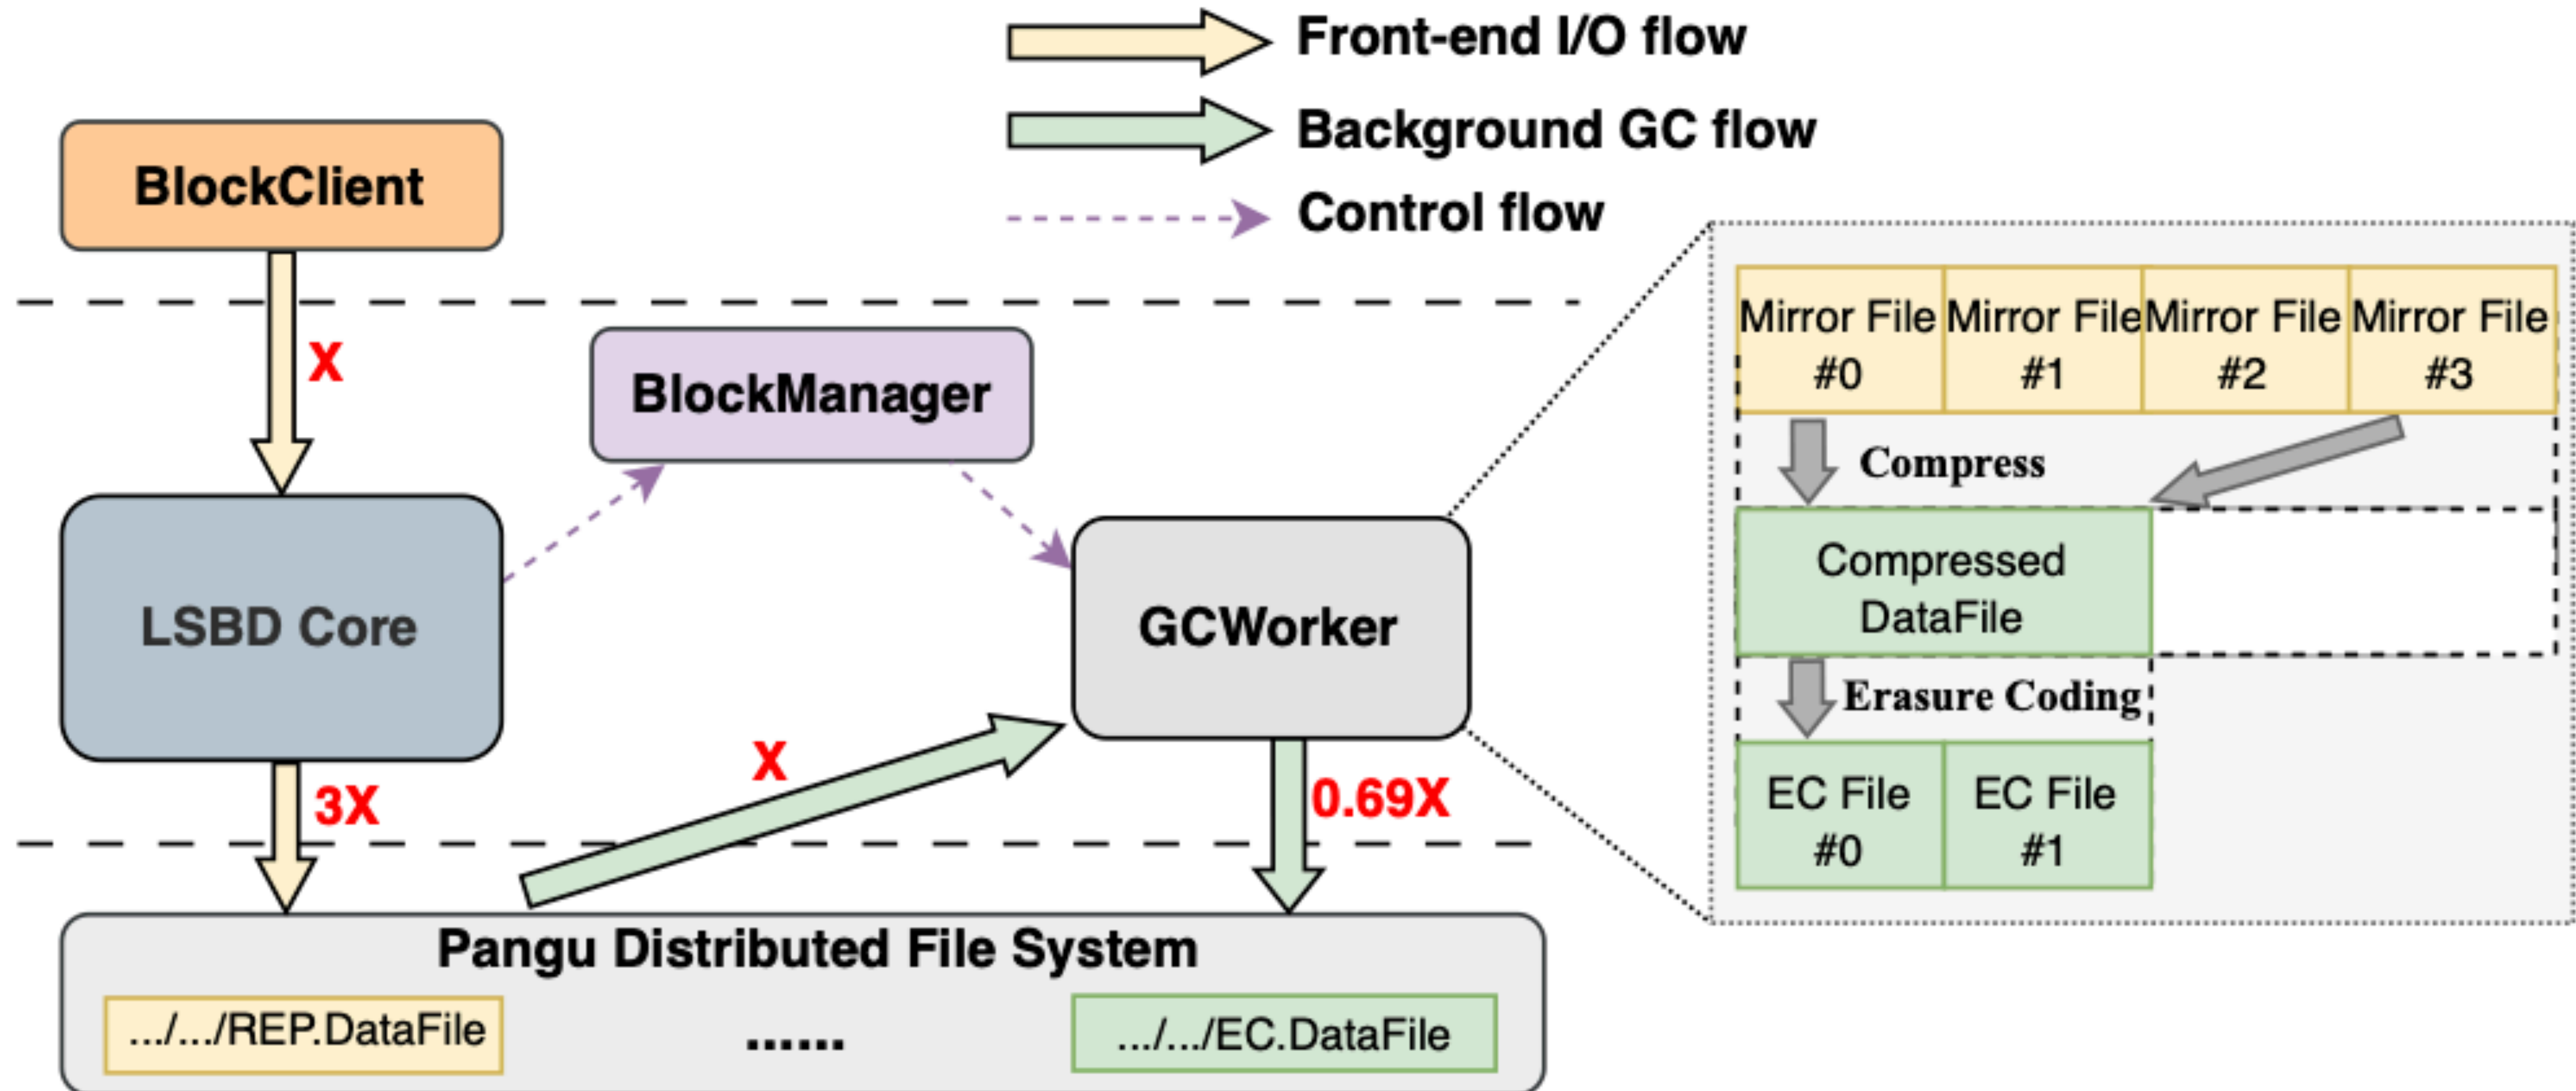 Front-end I/O flow
Background GC flow
Control flow
BlockClient
X
BlockManager
LSBD Core
GCWorker
3X
X
0.69X
Pangu Distributed File System
.../.../REP.DataFile
......
.../.../EC.DataFile
Mirror File
#0
Mirror File
#1
Mirror File
#2
Mirror File
#3
Compress
Compressed
DataFile
Erasure Coding
EC File
#0
EC File
#1